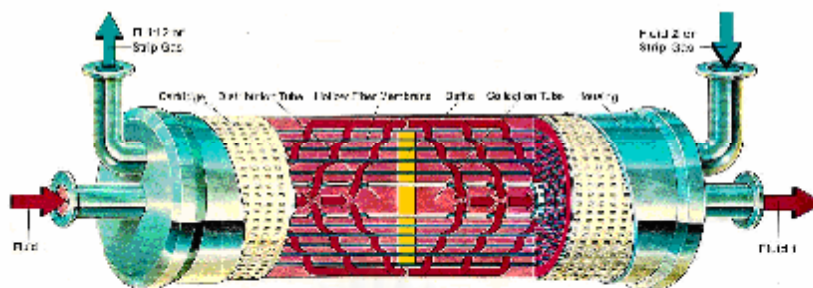 Fluid 2 or
Strip Gas
Fluid 2 or
Strip Gas
Cartridge
Distribution Tube
Hollow Fiber Membrane
Baffle
Collection Tube
Housing
Fluid
Fluid 1